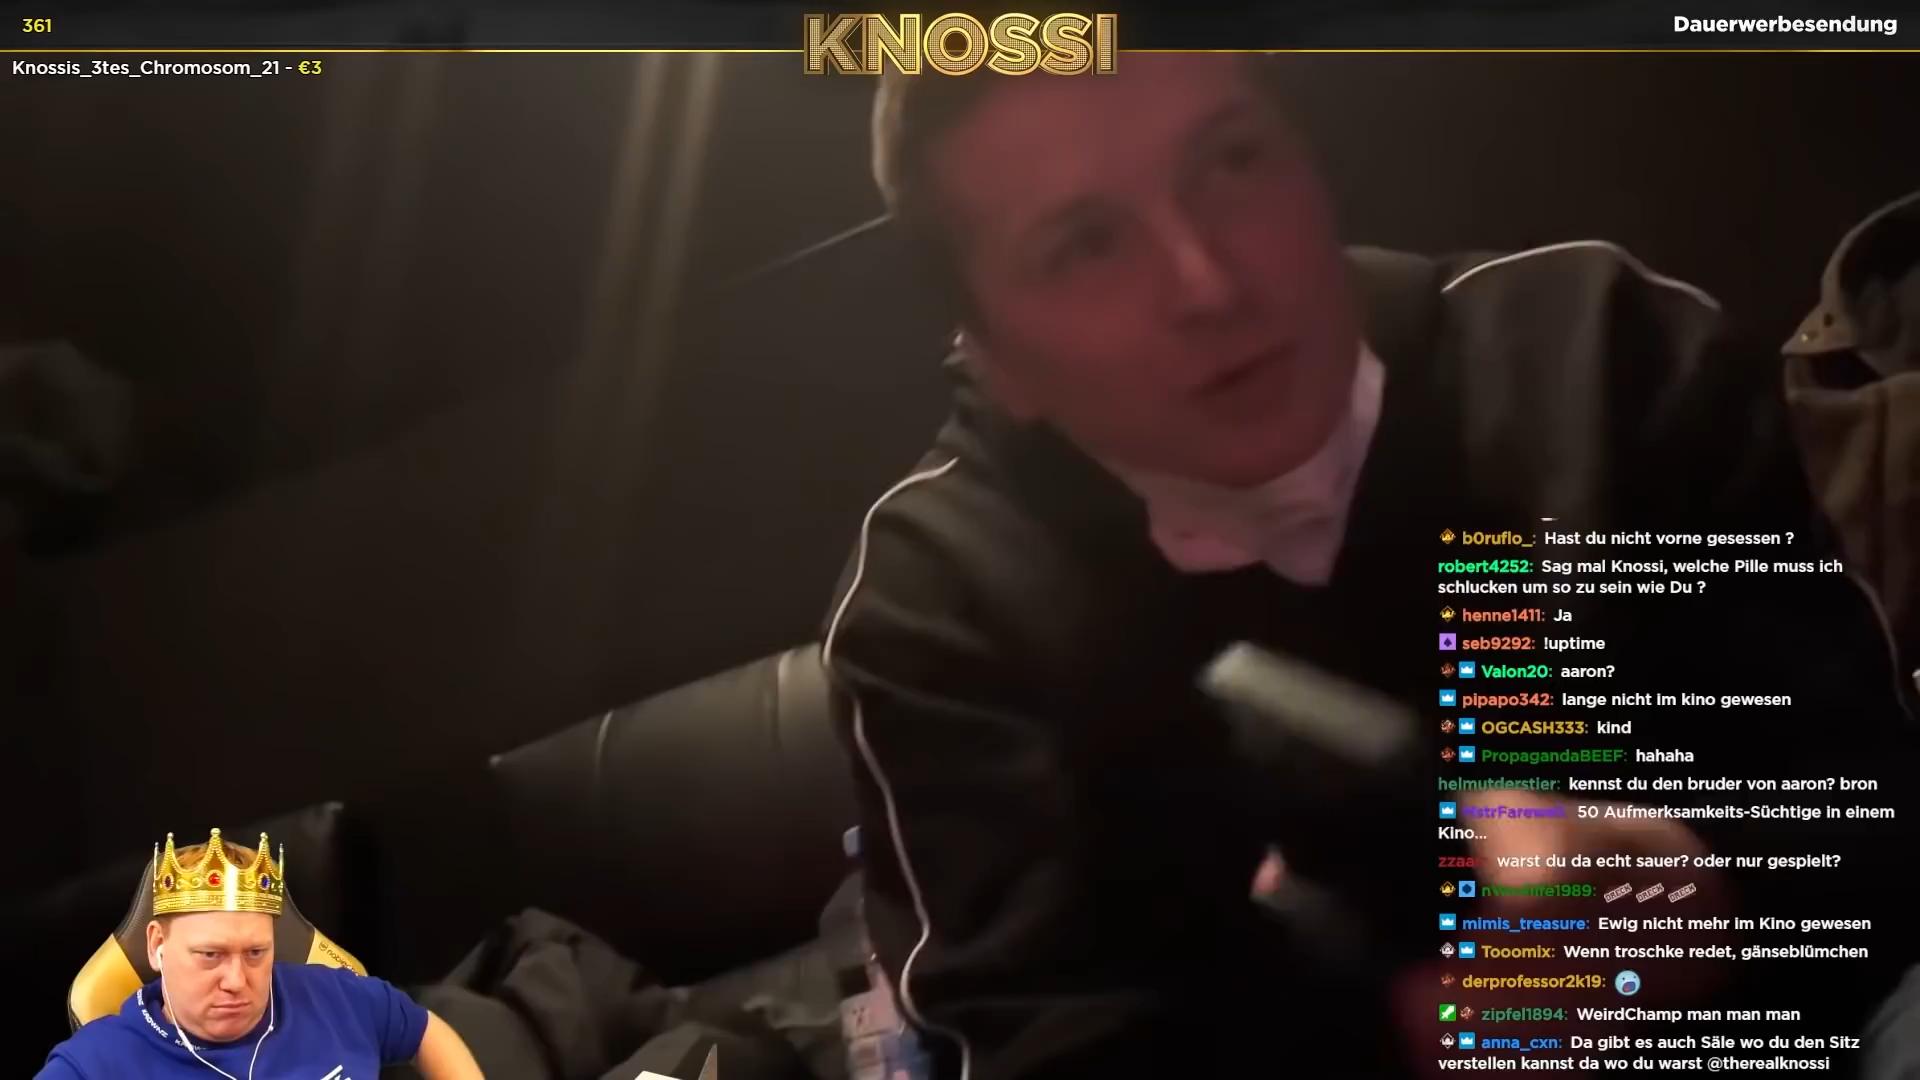 361
KNOSSI
Dauerwerbesendung
Knossis_3tes_Chromosom_21 - €3
b0ruflo_: Hast du nicht vorne gesessen ?
robert4252: Sag mal Knossi, welche Pille muss ich
schlucken um so zu sein wie Du ?
henne1411: Ja
seb9292: !uptime
Valon20: aaron?
pipapo342: lange nicht im kino gewesen
OGCASH333: kind
PropagandaBEEF: hahaha
helmutderstier: kennst du den bruder von aaron? bron
50 Aufmerksamkeits-Süchtige in einem
Kino...
warst du da echt sauer? oder nur gespielt?
DRECK DRECK DRECK
mimis_treasure: Ewig nicht mehr im Kino gewesen
Tooomix: Wenn troschke redet, gänseblümchen
derprofessor2k19:
zipfel1894: WeirdChamp man man man
anna_cxn: Da gibt es auch Säle wo du den Sitz
verstellen kannst da wo du warst @therealknossi